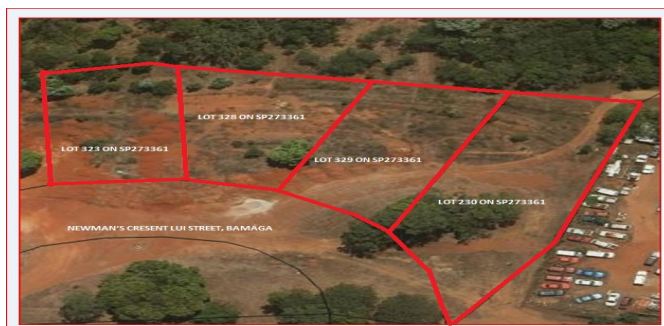 LOT 328 ON SP273361
LOT 323 ON SP273361
LOT 329 ON SP273361
LOT 230 ON SP273361
NEWMAN'S CRESENT LUI STREET, BAMAGA